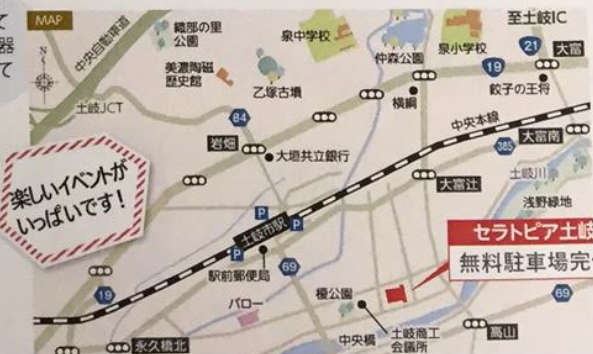 て
器
て
MAP
中央自動車道
織部の里
公園
泉中学校
仲森公園
泉小学校
至土岐IC
21
大富
19
餃子の王将
美濃陶磁
歴史館
乙塚古墳
横綱
土岐JCT
84
中央本線
岩畑
大垣共立銀行
385
大富南
大富辻
土岐川
浅野緑地
楽しいイベントが
いっぱいです!
P
P
土岐市駅
P
セラトピア土岐
無料駐車場完
駅前郵便局
69
19
バロー
榎公園
69
永久橋北
中央橋
土岐商工
会議所
高山